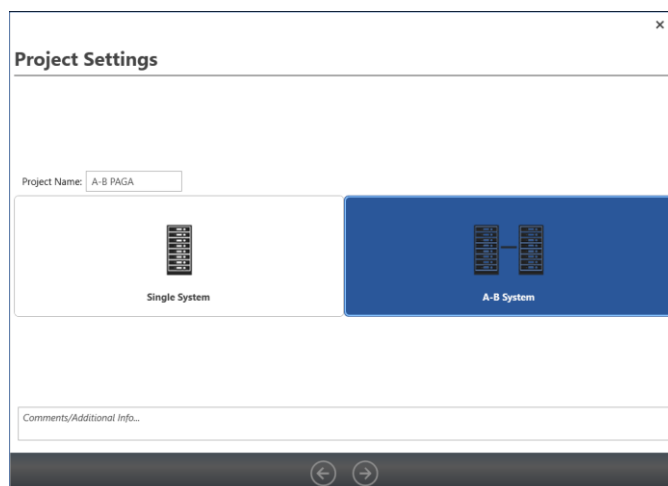 Project Settings
Project Name: A-B PAGA
Single System
A-B System
Comments/Additional Info...